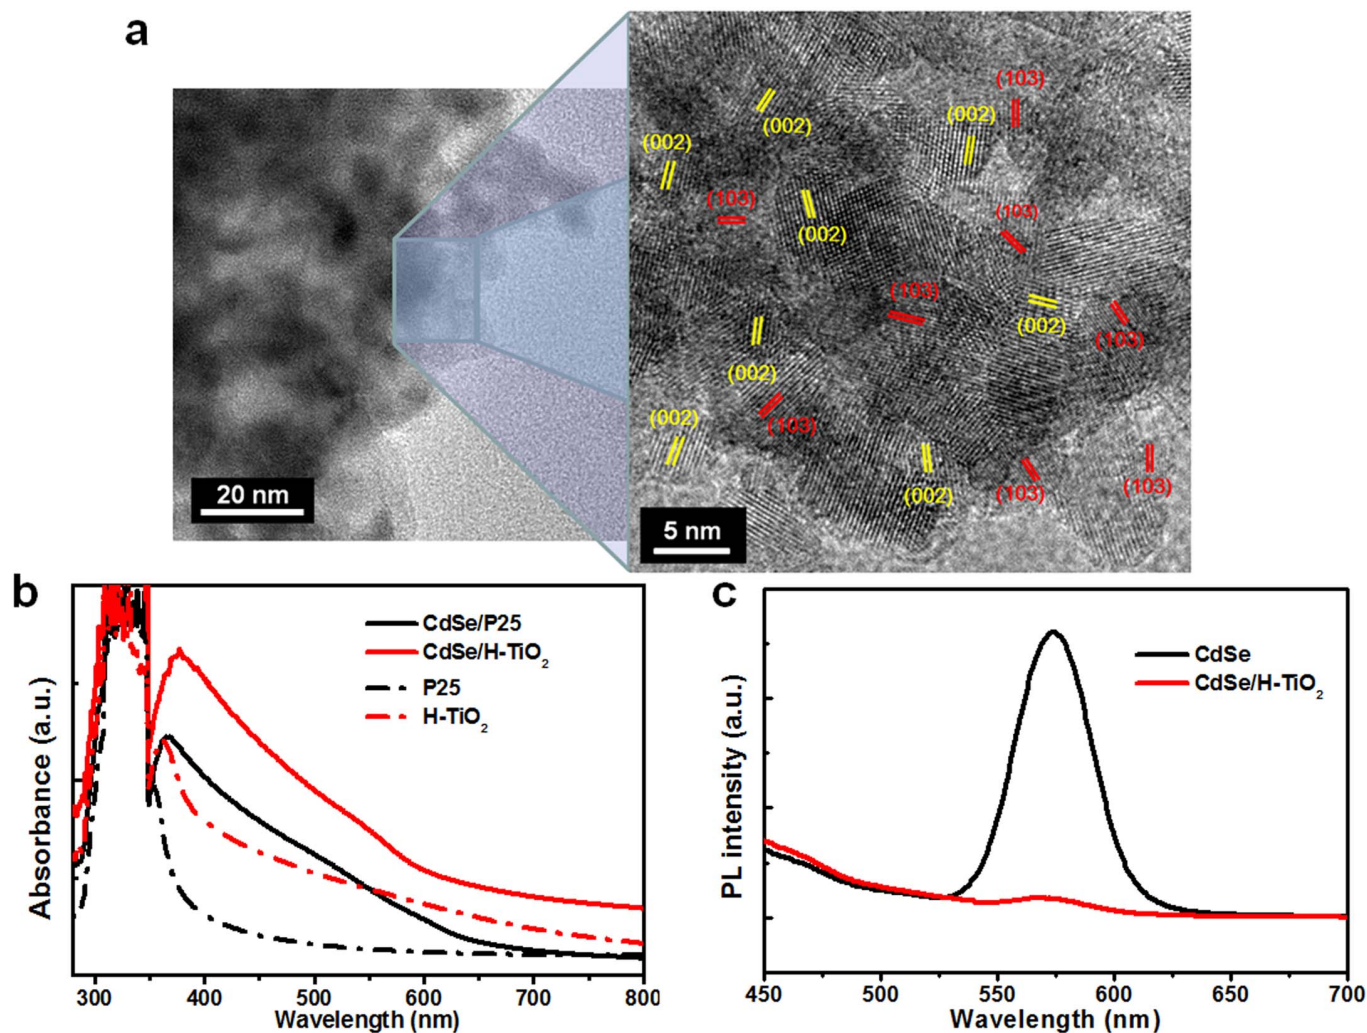 a
(103)
(002)
(002)
(002)
(103)
(103)
(002)
(103)
(002)
(103)
(002)
(103)
(002)
(002)
(103)
(103)
20 nm
5 nm
b
Absorbance (a.u.)
CdSe/P25
CdSe/H-TiO₂
P25
H-TiO₂
300 400 500 600 700 800
Wavelength (nm)
c
PL intensity (a.u.)
CdSe
CdSe/H-TiO₂
450 500 550 600 650 700
Wavelength (nm)